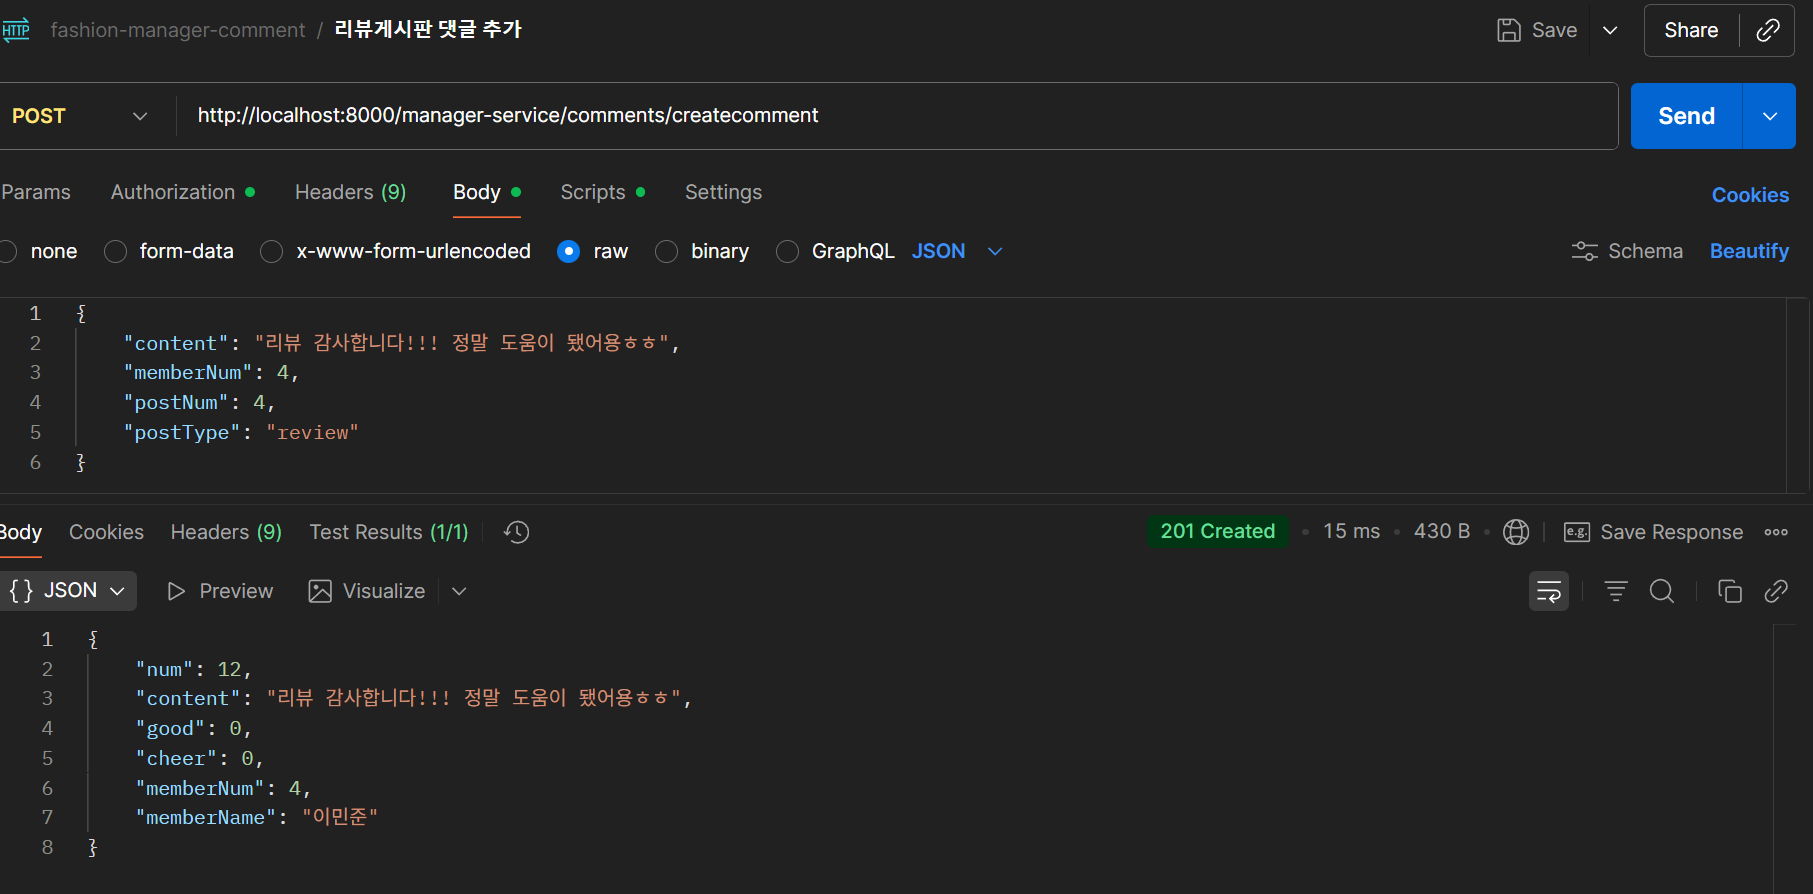 HTTP fashion-manager-comment / 리뷰게시판 댓글 추가 Save Share
POST http://localhost:8000/manager-service/comments/createcomment Send
Params Authorization Headers (9) Body Scripts Settings Cookies
none form-data x-www-form-urlencoded raw binary GraphQL JSON Schema Beautify
1 {
2 "content": "리뷰 감사합니다!!! 정말 도움이 됐어용ㅎㅎ",
3 "memberNum": 4,
4 "postNum": 4,
5 "postType": "review"
6 }
Body Cookies Headers (9) Test Results (1/1) 201 Created • 15 ms • 430 B • e.g. Save Response
{} JSON Preview Visualize
1 {
2 "num": 12,
3 "content": "리뷰 감사합니다!!! 정말 도움이 됐어용ㅎㅎ",
4 "good": 0,
5 "cheer": 0,
6 "memberNum": 4,
7 "memberName": "이민준"
8 }